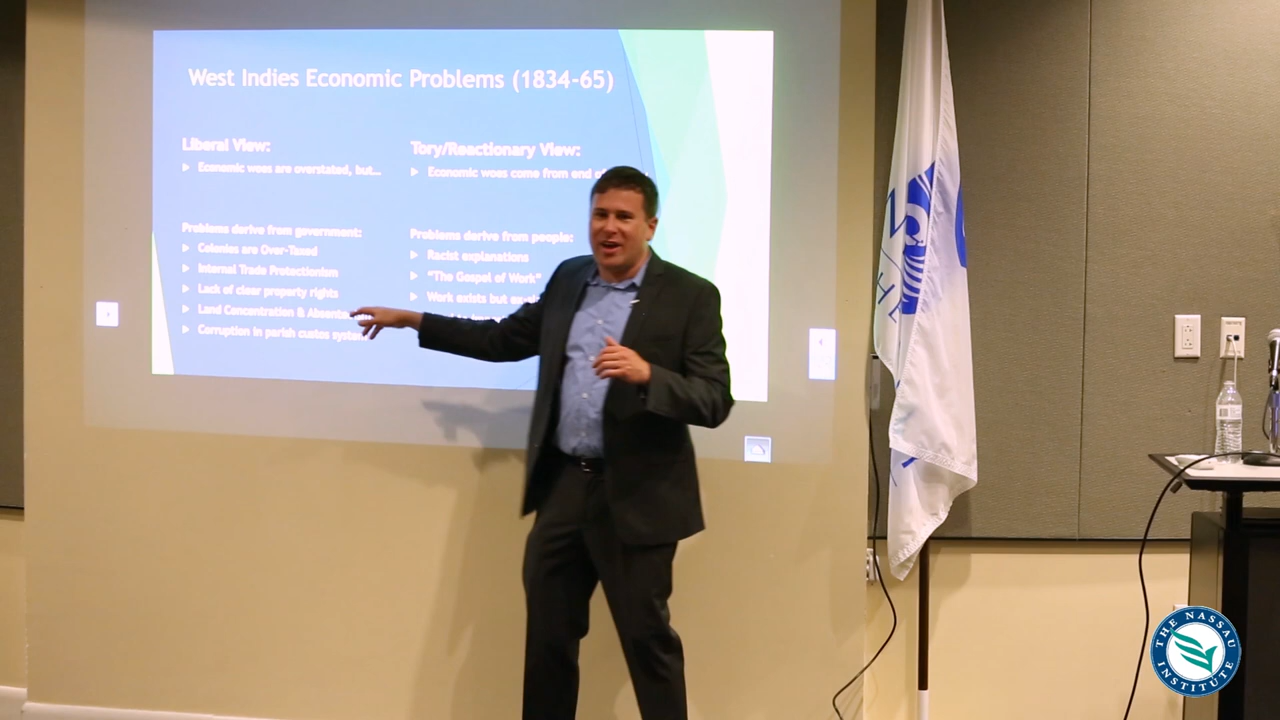 West Indies Economic Problems (1834-65)
Liberal View:
Economic woes are overstated, but...
Problems derive from government:
Colonies are Over-Taxed
Internal Trade Protectionism
Lack of clear property rights
Land Concentration &
Corruption in parish custos system
Tory/Reactionary View:
Economic woes come from end
Problems derive from people:
Racist explanations
"The Gospel of Work"
Work exists but
THE NASSAU INSTITUTE